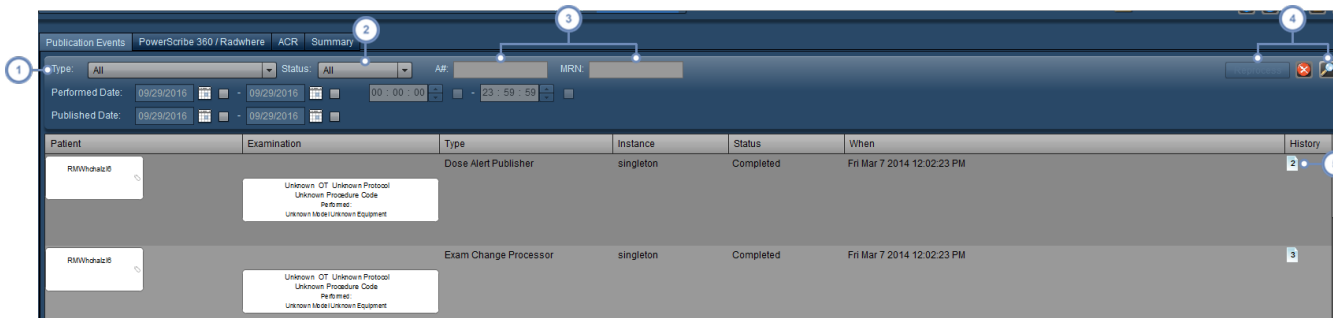 3 4
2
Publication Events PowerScribe 360 / Radwhere ACR Summary
1 Type: All Status: All A#: MRN:
Performed Date: 09/29/2016 - 09/29/2016 00 : 00 : 00 - 23 : 59 : 59
Published Date: 09/29/2016 - 09/29/2016
Patient Examination Type Instance Status When History
RMWhohalzl6 Dose Alert Publisher singleton Completed Fri Mar 7 2014 12:02:23 PM 2
Unknown OT Unknown Protocol
Unknown Procedure Code
Performed:
Unknown Model Unknown Equipment
RMWhohalzl6 Exam Change Processor singleton Completed Fri Mar 7 2014 12:02:23 PM 3
Unknown OT Unknown Protocol
Unknown Procedure Code
Performed:
Unknown Model Unknown Equipment